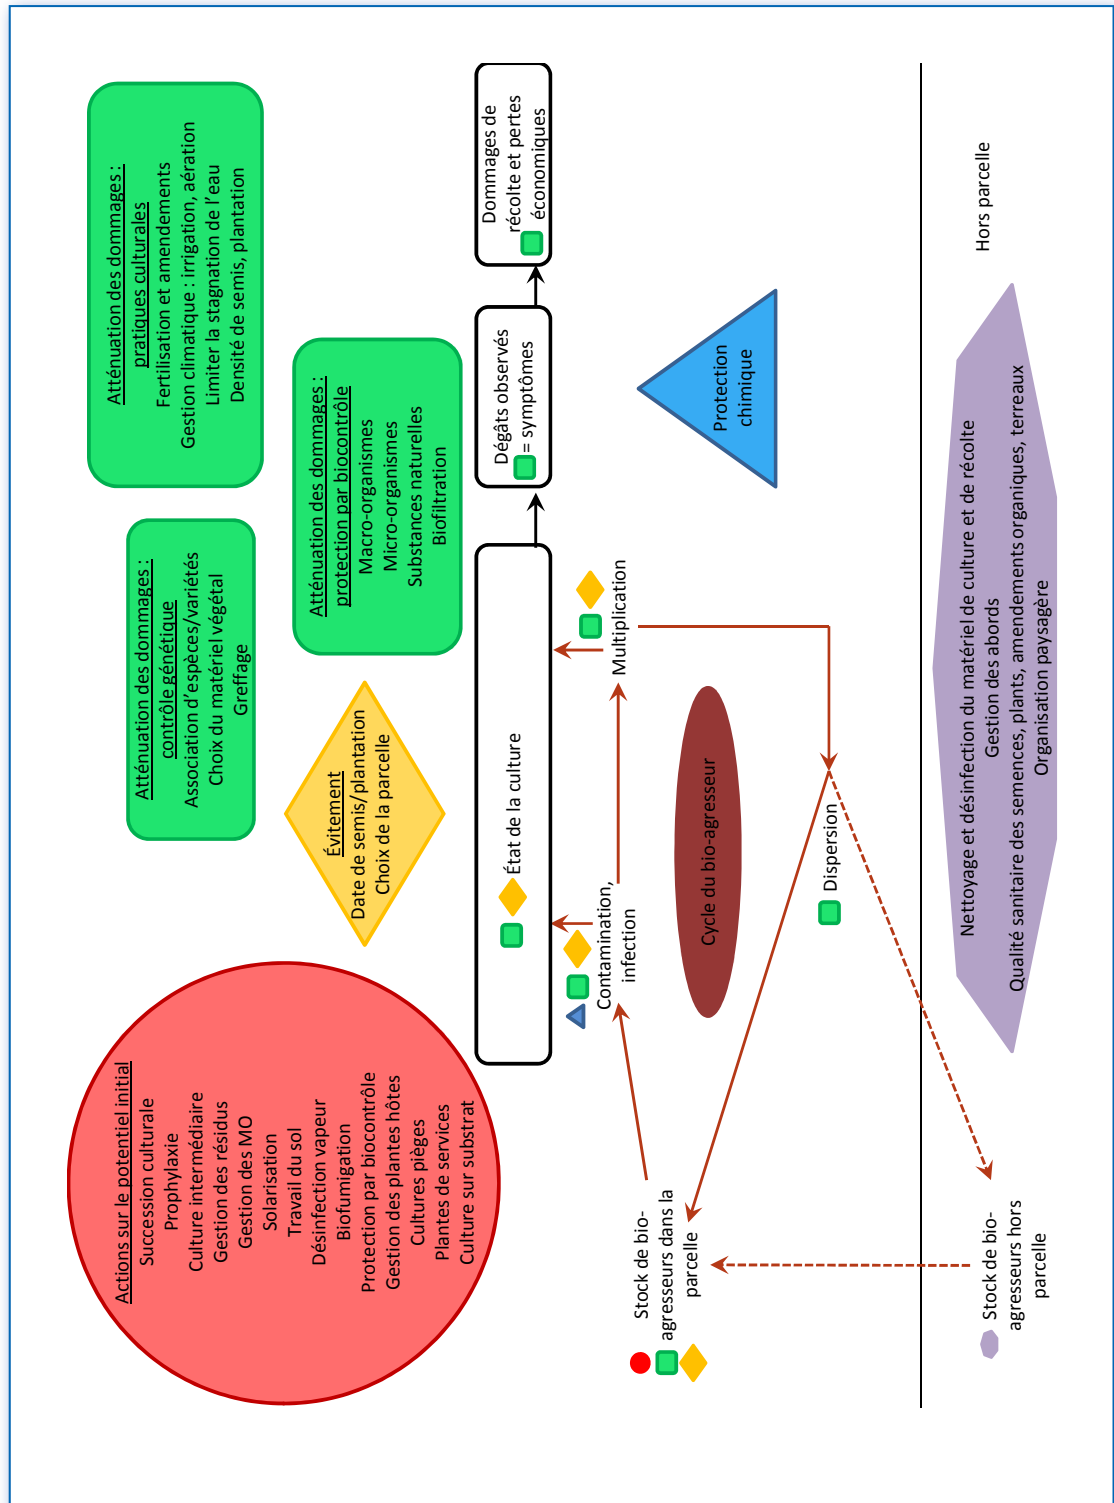 Actions sur le potentiel initial
Succession culturale
Prophylaxie
Culture intermédiaire
Gestion des résidus
Gestion des MO
Solarisation
Travail du sol
Désinfection vapeur
Biofumigation
Protection par biocontrôle
Gestion des plantes hôtes
Cultures pièges
Plantes de services
Culture sur substrat
Atténuation des dommages :
contrôle génétique
Association d'espèces/variétés
Choix du matériel végétal
Greffage
Atténuation des dommages :
pratiques culturales
Fertilisation et amendements
Gestion climatique : irrigation, aération
Limiter la stagnation de l'eau
Densité de semis, plantation
Évitement
Date de semis/plantation
Choix de la parcelle
Atténuation des dommages :
protection par biocontrôle
Macro-organismes
Micro-organismes
Substances naturelles
Biofiltration
État de la culture
Dégâts observés
= symptômes
Dommages de
récolte et pertes
économiques
Contamination,
infection
Multiplication
Stock de bio-
agresseurs dans la
parcelle
Cycle du bio-agresseur
Protection
chimique
Dispersion
Hors parcelle
Stock de bio-
agresseurs hors
parcelle
Nettoyage et désinfection du matériel de culture et de récolte
Gestion des abords
Qualité sanitaire des semences, plants, amendements organiques, terreaux
Organisation paysagère